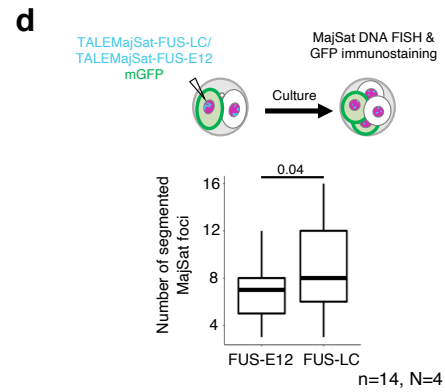 d
TALEMajSat-FUS-LC/
TALEMajSat-FUS-E12
mGFP
MajSat DNA FISH &
GFP immunostaining
Culture
Number of segmented
MajSat foci
16
12
8
4
0.04
FUS-E12 FUS-LC
n=14, N=4